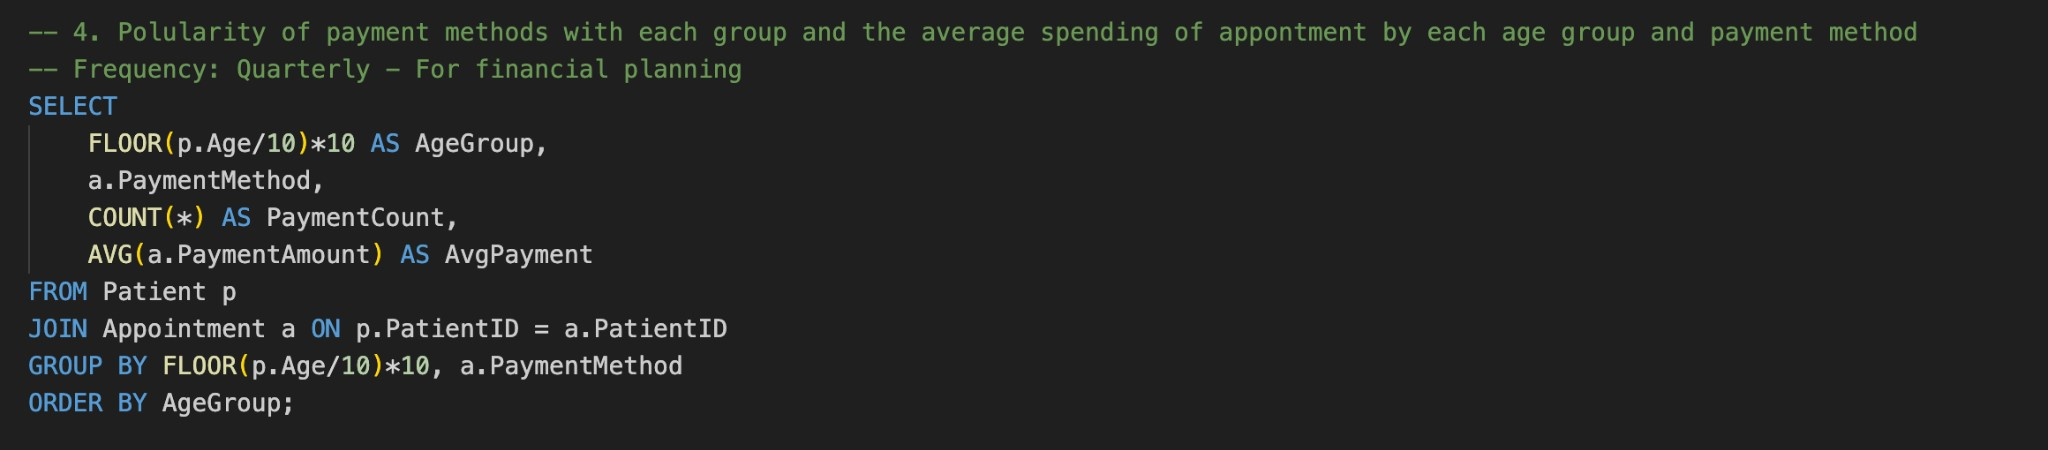 -- 4. Polularity of payment methods with each group and the average spending of appontment by each age group and payment method
-- Frequency: Quarterly - For financial planning
SELECT
    FLOOR(p.Age/10)*10 AS AgeGroup,
    a.PaymentMethod,
    COUNT(*) AS PaymentCount,
    AVG(a.PaymentAmount) AS AvgPayment
FROM Patient p
JOIN Appointment a ON p.PatientID = a.PatientID
GROUP BY FLOOR(p.Age/10)*10, a.PaymentMethod
ORDER BY AgeGroup;